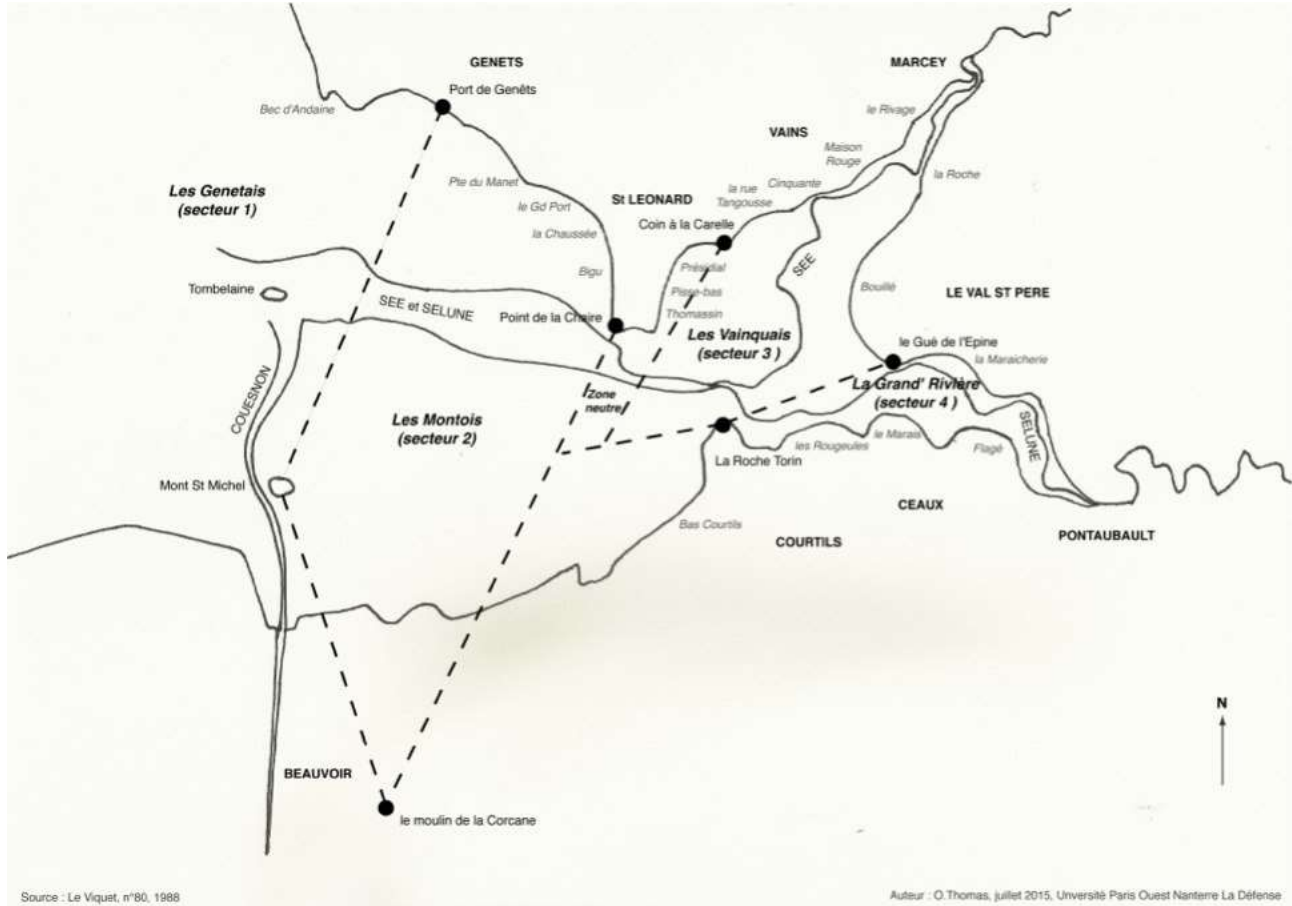 GENETS
Port de Genêts
Bec d'Andaine
MARCEY
le Rivage
VAINS
Maison
Rouge
Pte du Manet
la Roche
Les Genetais
(secteur 1)
St LEONARD
la rue
Tangousse
Cinquante
le Gd Port
la Chaussée
Coin à la Carelle
Bigu
Présidial
SEE
Pisse-bas
Thomassin
Bouillé
LE VAL ST PERE
Tombelaine
SEE et SELUNE
Point de la Chaire
Les Vainquais
(secteur 3 )
le Gué de l'Epine
la Maraicherie
COUESNON
Les Montois
(secteur 2)
Zone
neutre
La Grand' Rivière
(secteur 4 )
SELUNE
Mont St Michel
La Roche Torin
les Rougeules
le Marais
Flagé
Bas Courtils
CEAUX
COURTILS
PONTAUBAULT
N
BEAUVOIR
le moulin de la Corcane
Source : Le Viquet, n°80, 1988
Auteur : O.Thomas, juillet 2015, Unversité Paris Ouest Nanterre La Défense